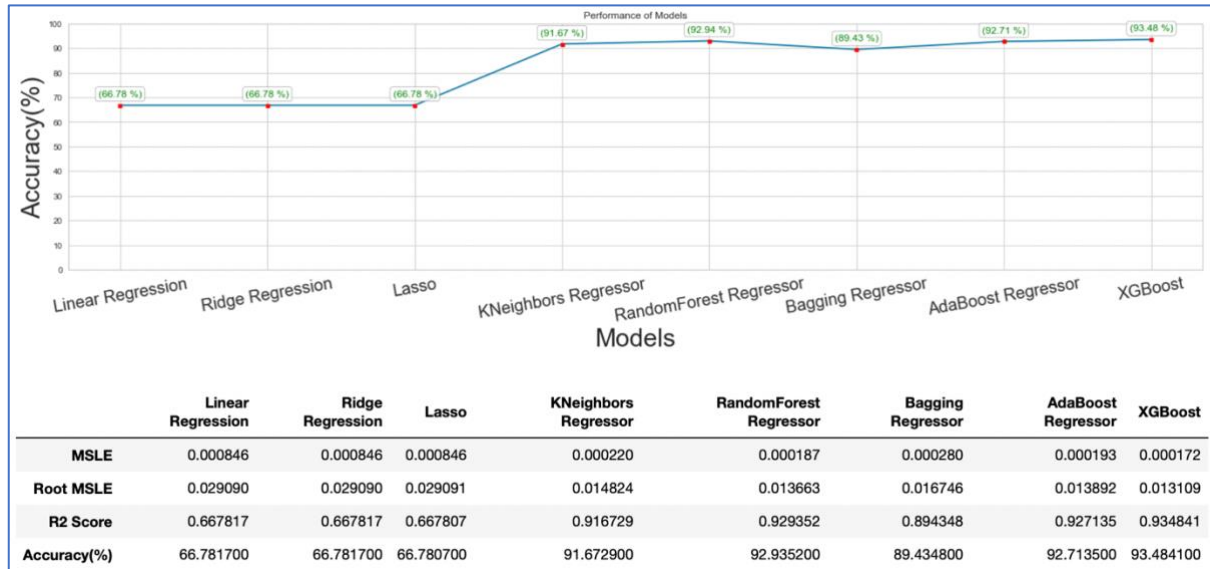 Performance of Models
100
90
80
70
60
50
40
30
20
10
0
Accuracy(%)
(66.78 %)
(66.78 %)
(66.78 %)
(91.67 %)
(92.94 %)
(89.43 %)
(92.71 %)
(93.48 %)
Linear Regression
Ridge Regression
Lasso
KNeighbors Regressor
RandomForest Regressor
Bagging Regressor
AdaBoost Regressor
XGBoost
Models
Linear Regression Ridge Regression Lasso KNeighbors Regressor RandomForest Regressor Bagging Regressor AdaBoost Regressor XGBoost
MSLE 0.000846 0.000846 0.000846 0.000220 0.000187 0.000280 0.000193 0.000172
Root MSLE 0.029090 0.029090 0.029091 0.014824 0.013663 0.016746 0.013892 0.013109
R2 Score 0.667817 0.667817 0.667807 0.916729 0.929352 0.894348 0.927135 0.934841
Accuracy(%) 66.781700 66.781700 66.780700 91.672900 92.935200 89.434800 92.713500 93.484100